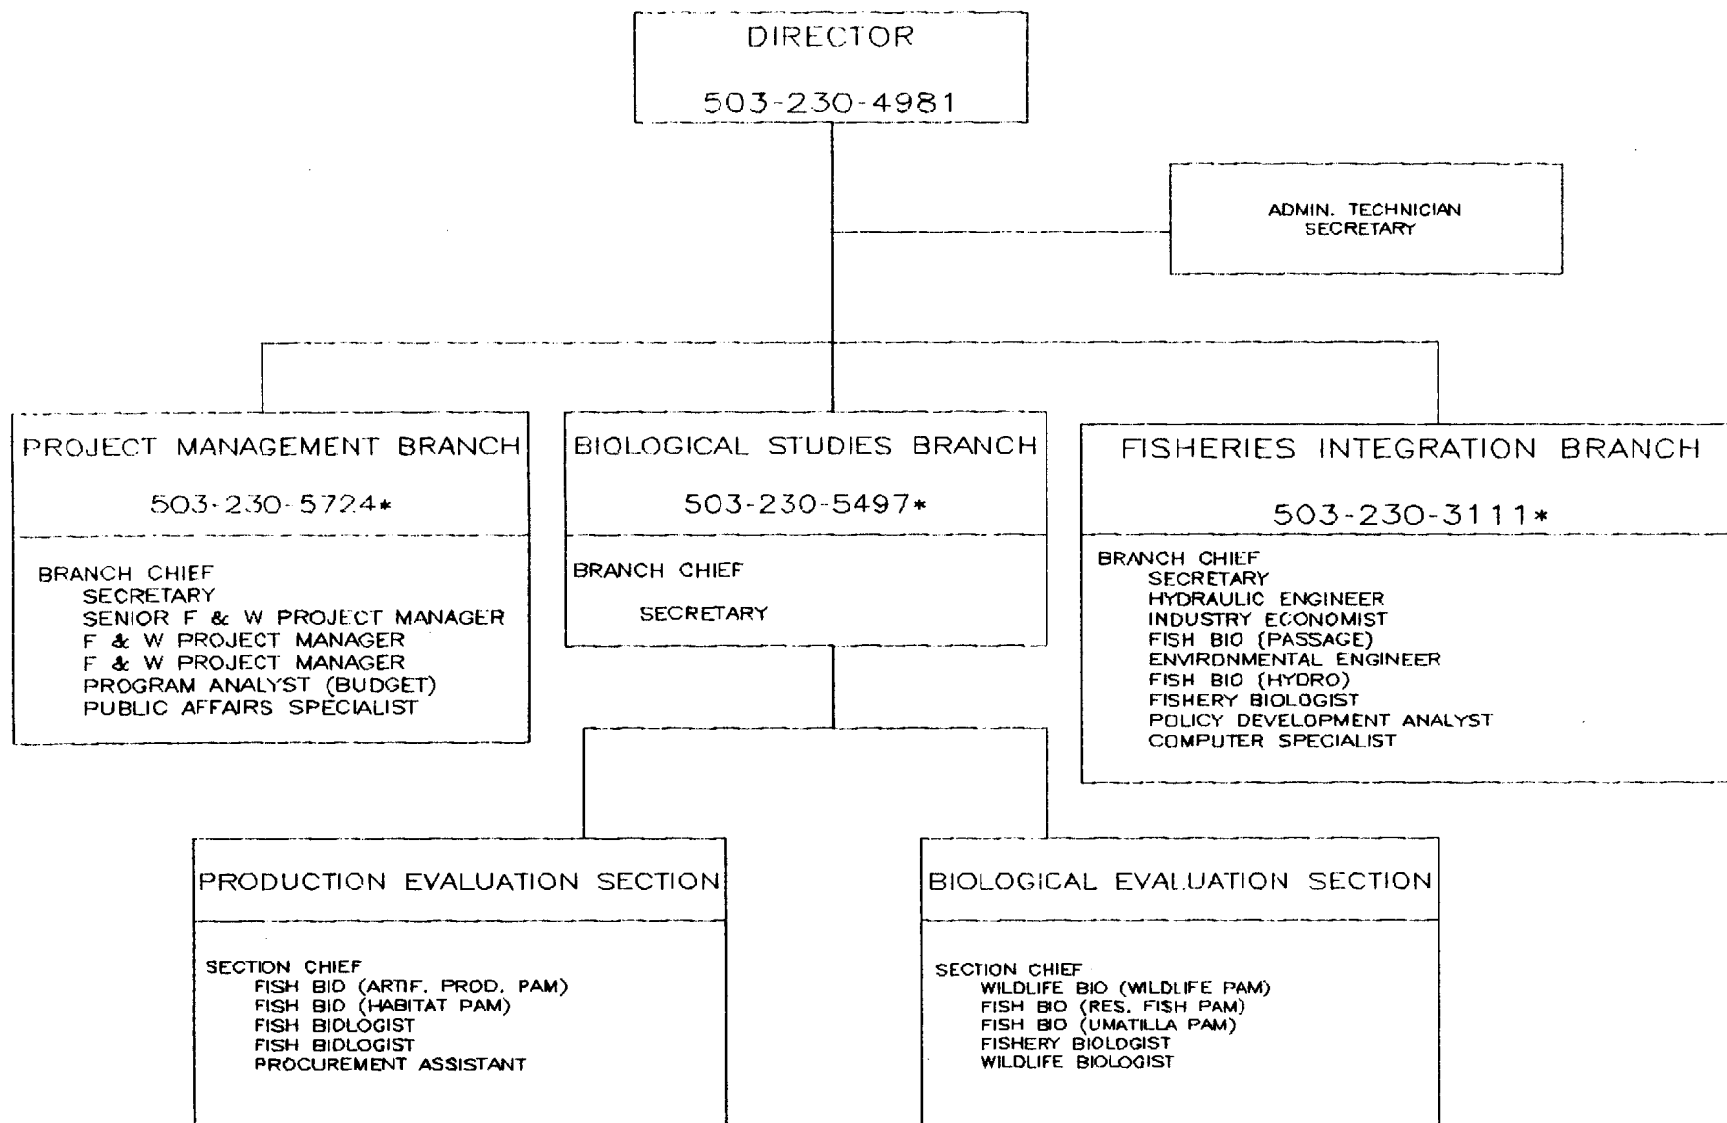 DIRECTOR
503-230-4981
ADMIN. TECHNICIAN
SECRETARY
PROJECT MANAGEMENT BRANCH
503-230-5724*
BRANCH CHIEF
SECRETARY
SENIOR F & W PROJECT MANAGER
F & W PROJECT MANAGER
F & W PROJECT MANAGER
PROGRAM ANALYST (BUDGET)
PUBLIC AFFAIRS SPECIALIST
BIOLOGICAL STUDIES BRANCH
503-230-5497*
BRANCH CHIEF
SECRETARY
FISHERIES INTEGRATION BRANCH
503-230-3111*
BRANCH CHIEF
SECRETARY
HYDRAULIC ENGINEER
INDUSTRY ECONOMIST
FISH BIO (PASSAGE)
ENVIRONMENTAL ENGINEER
FISH BIO (HYDRO)
FISHERY BIOLOGIST
POLICY DEVELOPMENT ANALYST
COMPUTER SPECIALIST
PRODUCTION EVALUATION SECTION
SECTION CHIEF
FISH BIO (ARTIF. PROD. PAM)
FISH BIO (HABITAT PAM)
FISH BIOLOGIST
FISH BIOLOGIST
PROCUREMENT ASSISTANT
BIOLOGICAL EVALUATION SECTION
SECTION CHIEF
WILDLIFE BIO (WILDLIFE PAM)
FISH BIO (RES. FISH PAM)
FISH BIO (UMATILLA PAM)
FISHERY BIOLOGIST
WILDLIFE BIOLOGIST